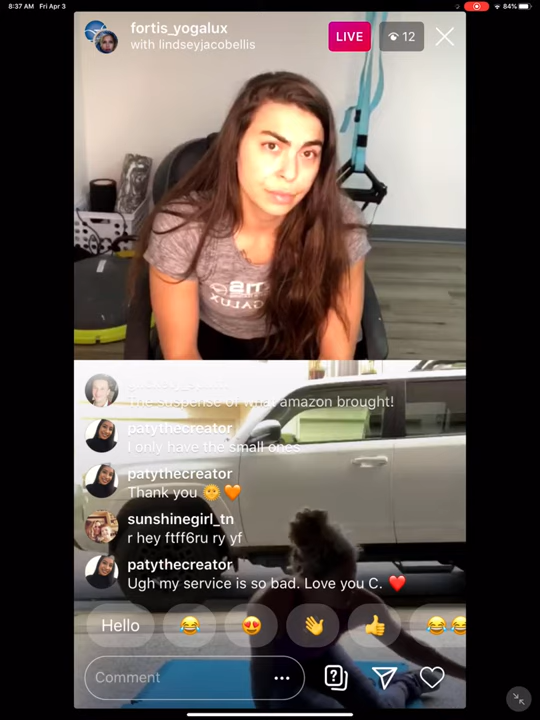 8:37 AM Fri Apr 3
84%
fortis_yogalux
with lindseyjacobellis
LIVE
12
The suspense of what amazon brought!
patythecreator
I only have the small ones
patythecreator
Thank you 🌞 🧡
sunshinegirl_tn
r hey ftff6ru ry yf
patythecreator
Ugh my service is so bad. Love you C. ❤️
Hello 😂 😍 👋 👍 😂😂
Comment